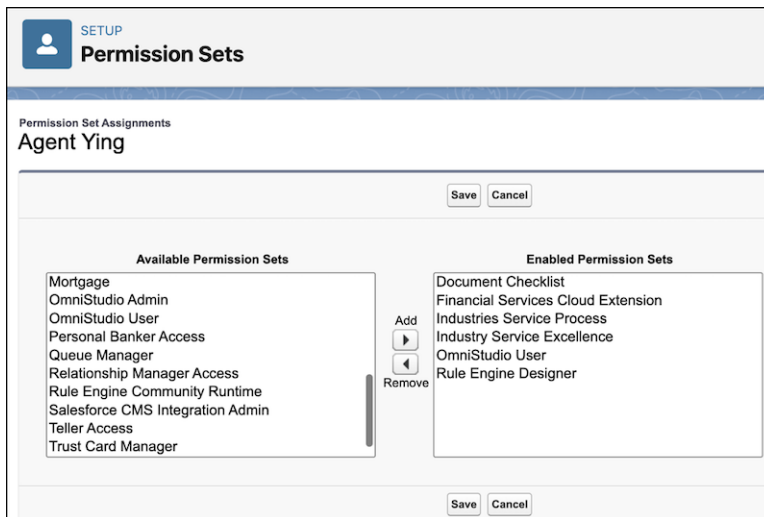 SETUP
Permission Sets
Permission Set Assignments
Agent Ying
Save Cancel
Available Permission Sets
Mortgage
OmniStudio Admin
OmniStudio User
Personal Banker Access
Queue Manager
Relationship Manager Access
Rule Engine Community Runtime
Salesforce CMS Integration Admin
Teller Access
Trust Card Manager
Add
Remove
Enabled Permission Sets
Document Checklist
Financial Services Cloud Extension
Industries Service Process
Industry Service Excellence
OmniStudio User
Rule Engine Designer
Save Cancel